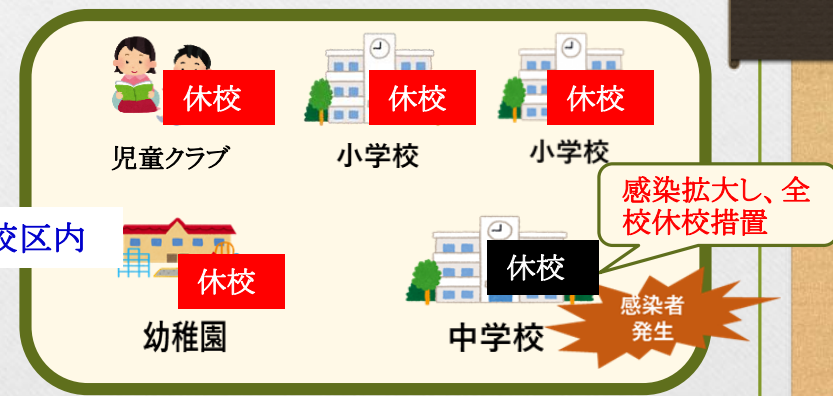 休校
休校
休校
児童クラブ
小学校
小学校
感染拡大し、全
校休校措置
校区内
休校
休校
幼稚園
中学校
感染者
発生